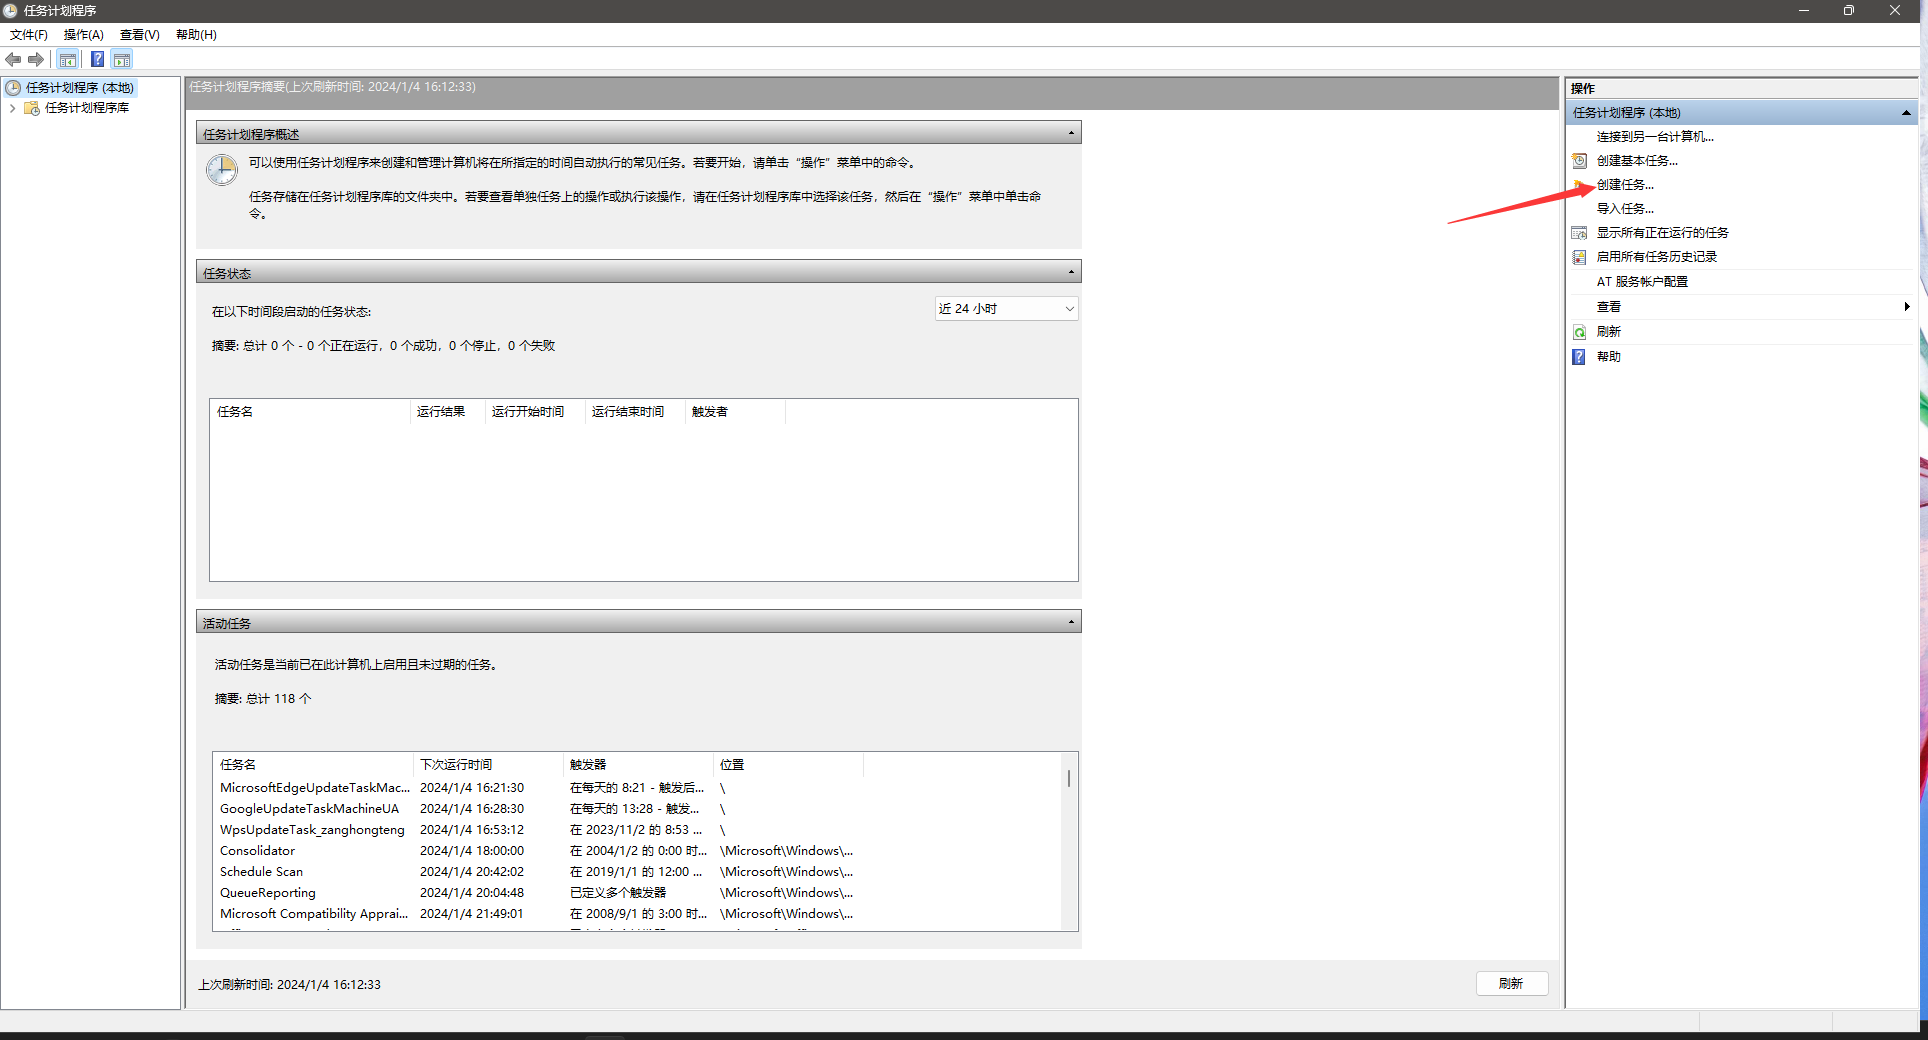 任务计划程序
文件(F) 操作(A) 查看(V) 帮助(H)
任务计划程序 (本地)
任务计划程序库
任务计划程序摘要(上次刷新时间: 2024/1/4 16:12:33)
任务计划程序概述
可以使用任务计划程序来创建和管理计算机将在所指定的时间自动执行的常见任务。若要开始，请单击“操作”菜单中的命令。
任务存储在任务计划程序库的文件夹中。若要查看单独任务上的操作或执行该操作，请在任务计划程序库中选择该任务，然后在“操作”菜单中单击命
令。
任务状态
在以下时间段启动的任务状态:
近 24 小时
摘要: 总计 0 个 - 0 个正在运行，0 个成功，0 个停止，0 个失败
任务名 运行结果 运行开始时间 运行结束时间 触发者
活动任务
活动任务是当前已在此计算机上启用且未过期的任务。
摘要: 总计 118 个
任务名 下次运行时间 触发器 位置
MicrosoftEdgeUpdateTaskMac... 2024/1/4 16:21:30 在每天的 8:21 - 触发后... \
GoogleUpdateTaskMachineUA 2024/1/4 16:28:30 在每天的 13:28 - 触发... \
WpsUpdateTask_zanghongteng 2024/1/4 16:53:12 在 2023/11/2 的 8:53 ... \
Consolidator 2024/1/4 18:00:00 在 2004/1/2 的 0:00 时... \Microsoft\Windows\...
Schedule Scan 2024/1/4 20:42:02 在 2019/1/1 的 12:00 ... \Microsoft\Windows\...
QueueReporting 2024/1/4 20:04:48 已定义多个触发器 \Microsoft\Windows\...
Microsoft Compatibility Apprai... 2024/1/4 21:49:01 在 2008/9/1 的 3:00 时... \Microsoft\Windows\...
上次刷新时间: 2024/1/4 16:12:33
刷新
操作
任务计划程序 (本地)
连接到另一台计算机...
创建基本任务...
创建任务...
导入任务...
显示所有正在运行的任务
启用所有任务历史记录
AT 服务帐户配置
查看
刷新
帮助